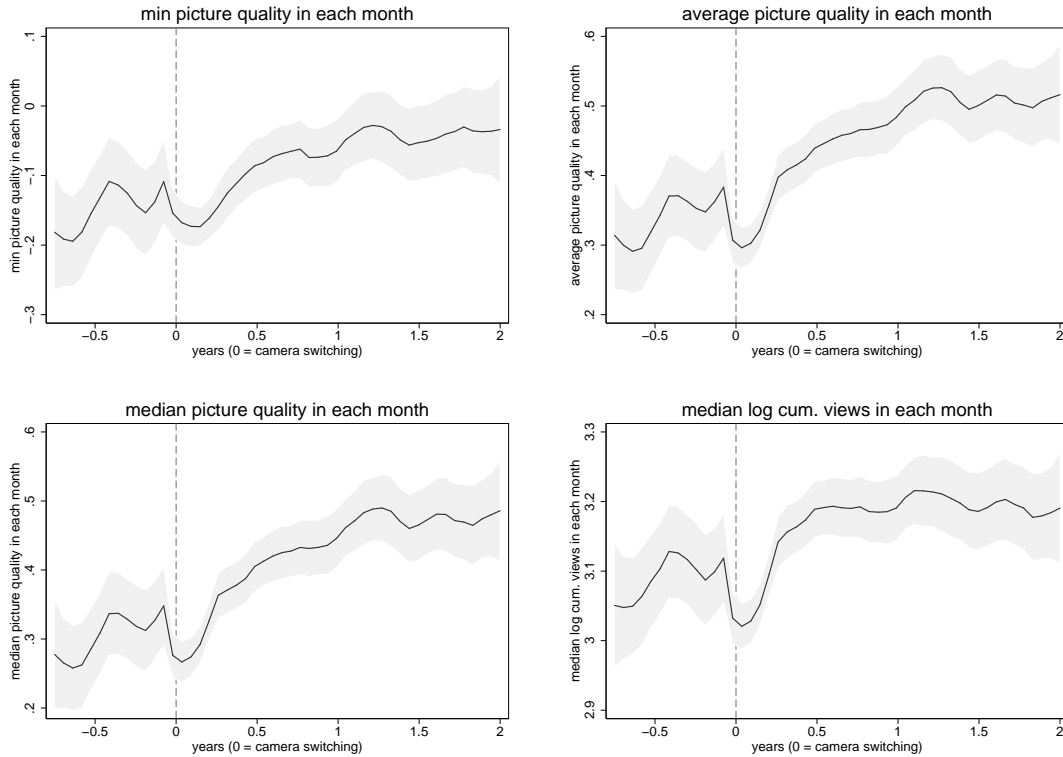 min picture quality in each month
min picture quality in each month
.1
0
−.1
−.2
−.3
−0.5 0 0.5 1 1.5 2
years (0 = camera switching)
average picture quality in each month
average picture quality in each month
.6
.5
.4
.3
.2
−0.5 0 0.5 1 1.5 2
years (0 = camera switching)
median picture quality in each month
median picture quality in each month
.6
.5
.4
.3
.2
−0.5 0 0.5 1 1.5 2
years (0 = camera switching)
median log cum. views in each month
median log cum. views in each month
3.3
3.2
3.1
3
2.9
−0.5 0 0.5 1 1.5 2
years (0 = camera switching)